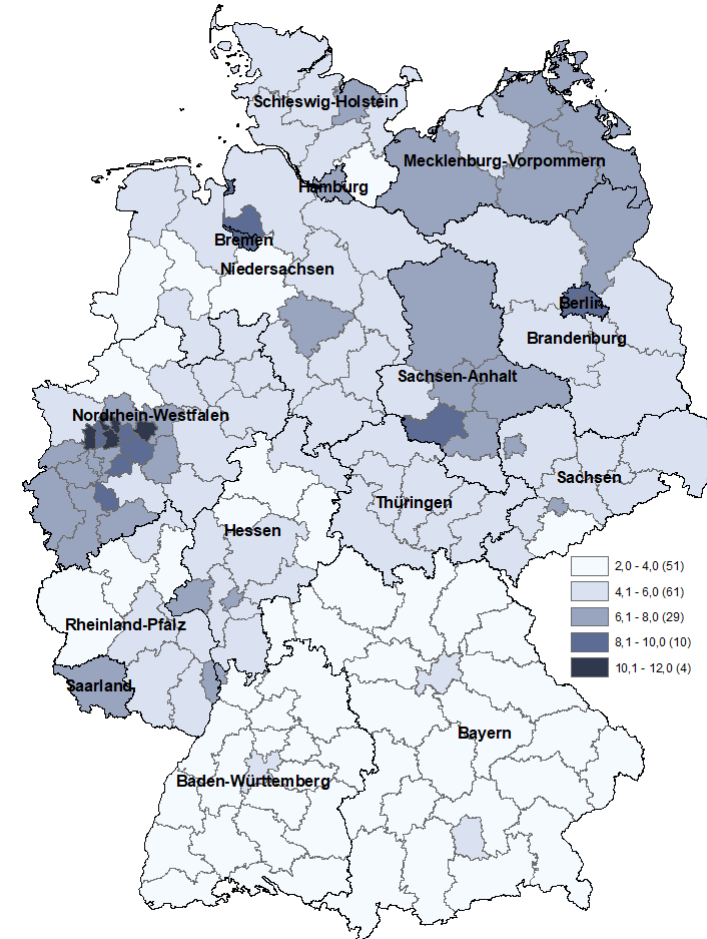 Schleswig-Holstein
Mecklenburg-Vorpommern
Hamburg
Bremen
Niedersachsen
Berlin
Brandenburg
Sachsen-Anhalt
Nordrhein-Westfalen
Sachsen
Thüringen
Hessen
2,0 - 4,0 (51)
4,1 - 6,0 (61)
6,1 - 8,0 (29)
8,1 - 10,0 (10)
10,1 - 12,0 (4)
Rheinland-Pfalz
Saarland
Bayern
Baden-Württemberg